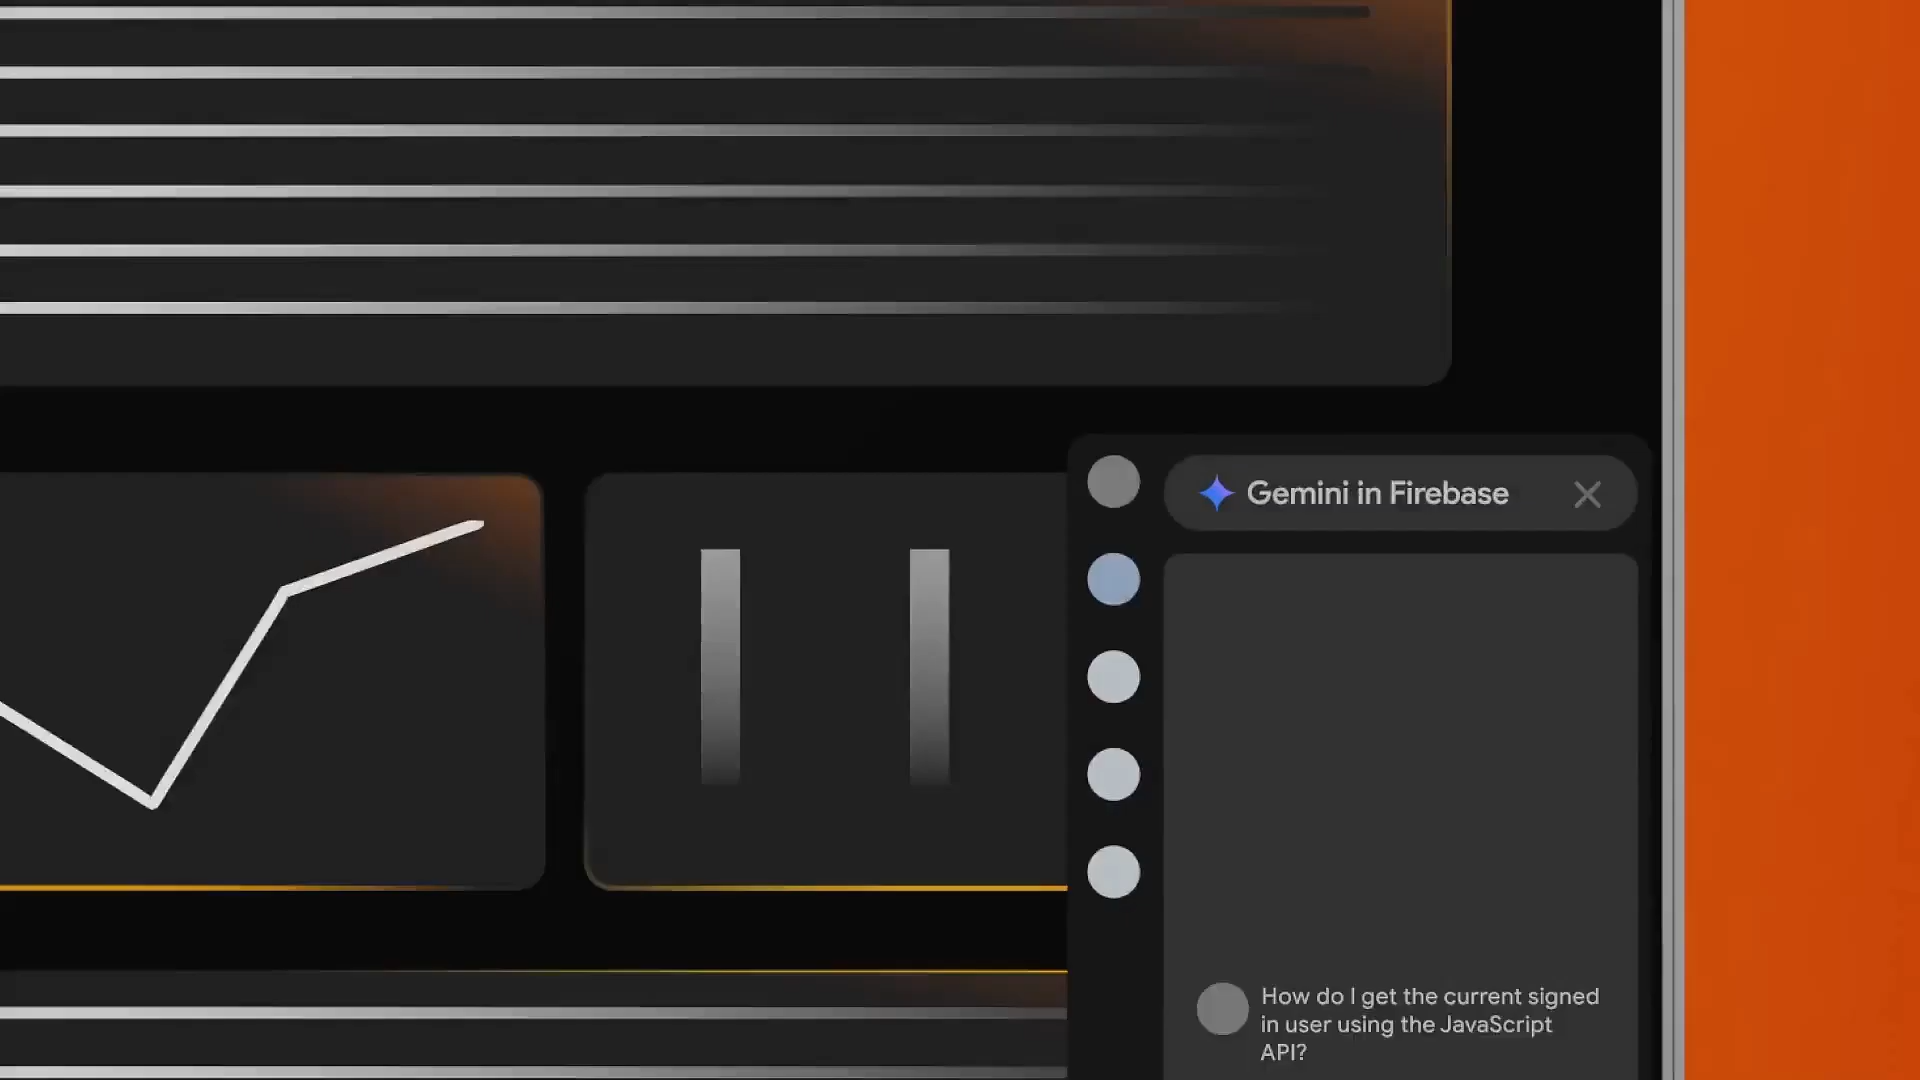 Gemini in Firebase
How do I get the current signed
in user using the JavaScript
API?